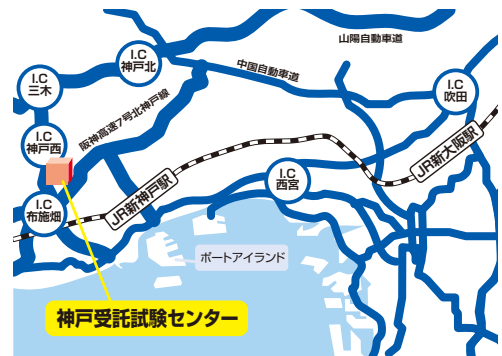 山陽自動車道
I.C
神戸北
中国自動車道
I.C
三木
I.C
吹田
阪神高速7号北神戸線
I.C
神戸西
JR新大阪駅
I.C
西宮
JR新神戸駅
I.C
布施畑
ポートアイランド
神戸受託試験センター